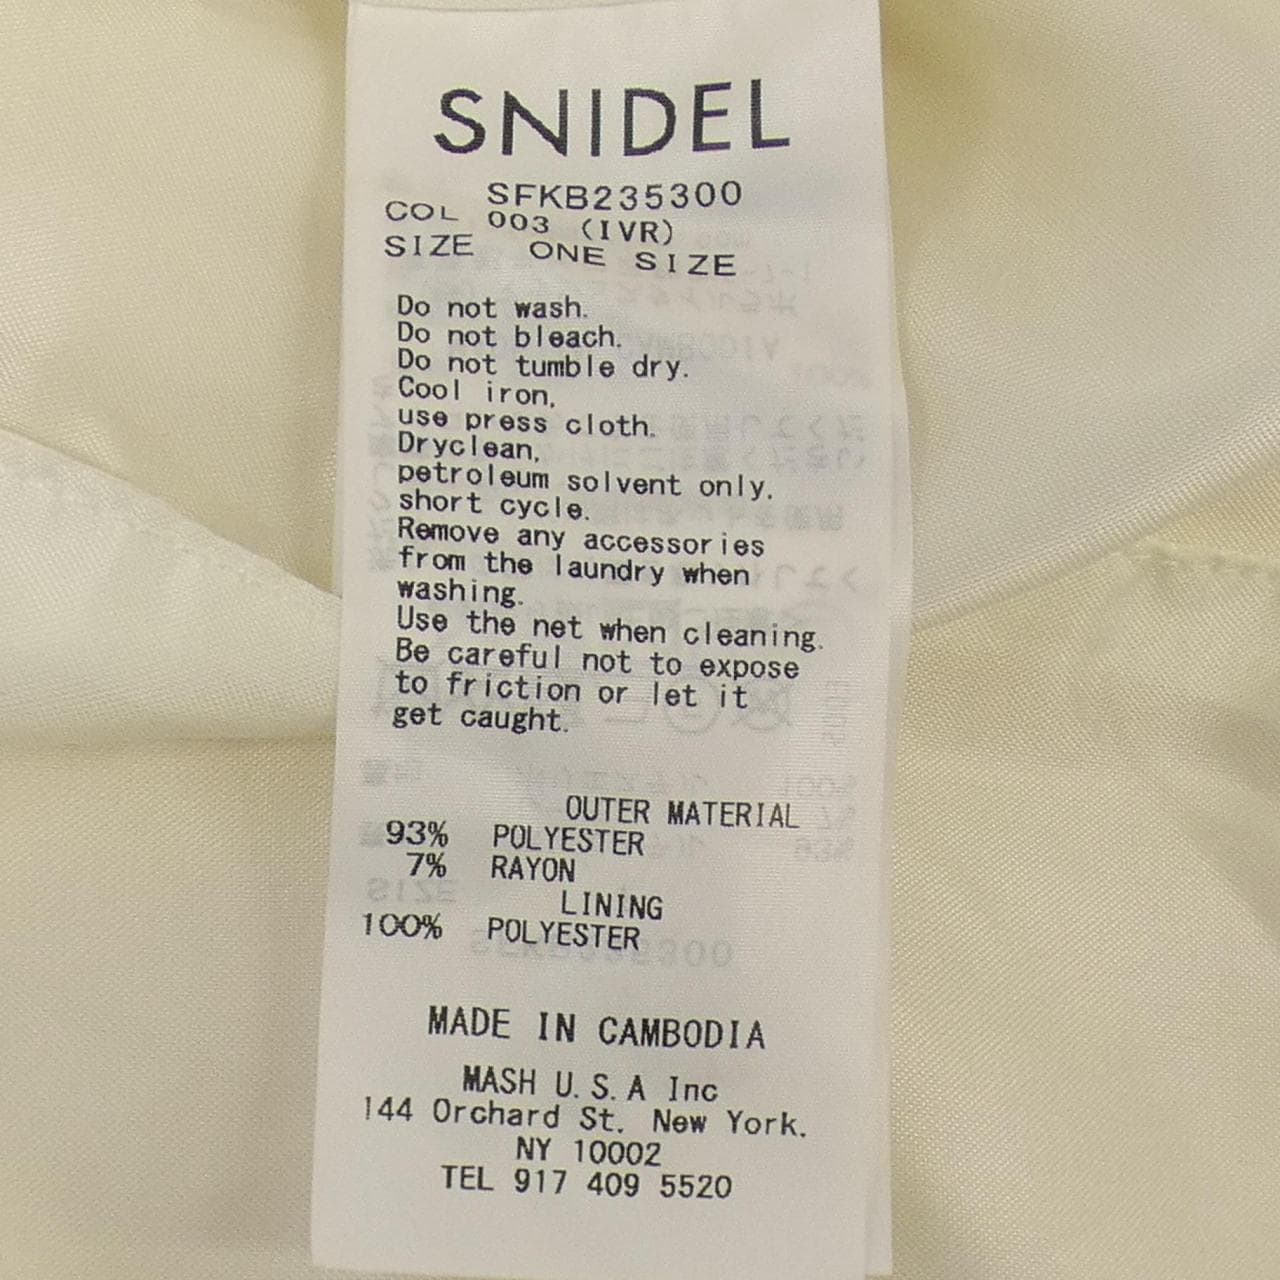 SNIDEL
SFKB235300
COL 003 (IVR)
SIZE ONE SIZE
Do not wash.
Do not bleach.
Do not tumble dry.
Cool iron,
use press cloth.
Dryclean,
petroleum solvent only,
short cycle.
Remove any accessories
from the laundry when
washing.
Use the net when cleaning.
Be careful not to expose
to friction or let it
get caught.
OUTER MATERIAL
93% POLYESTER
7% RAYON
LINING
100% POLYESTER
MADE IN CAMBODIA
MASH U.S.A Inc
144 Orchard St. New York.
NY 10002
TEL 917 409 5520